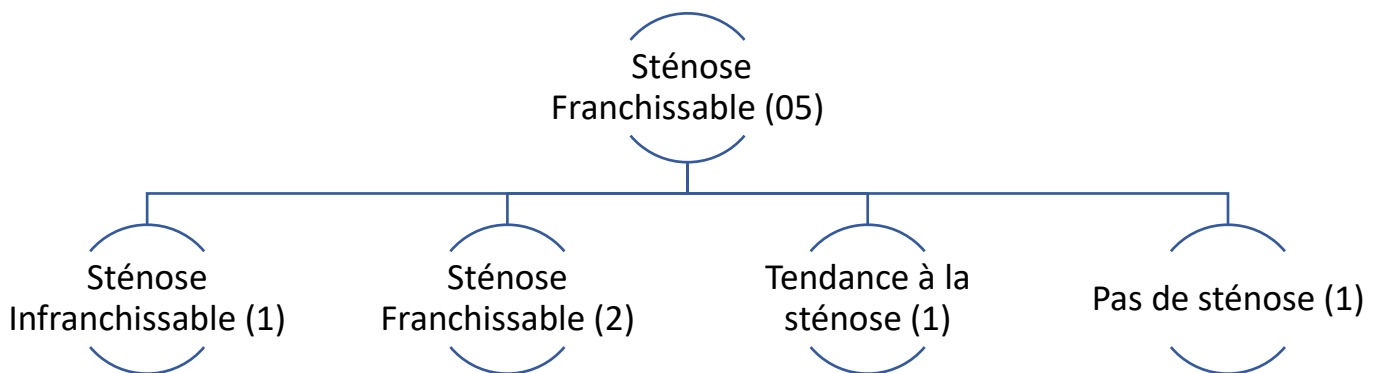 Sténose
Franchissable (05)
Sténose
Infranchissable (1)
Sténose
Franchissable (2)
Tendance à la
sténose (1)
Pas de sténose (1)